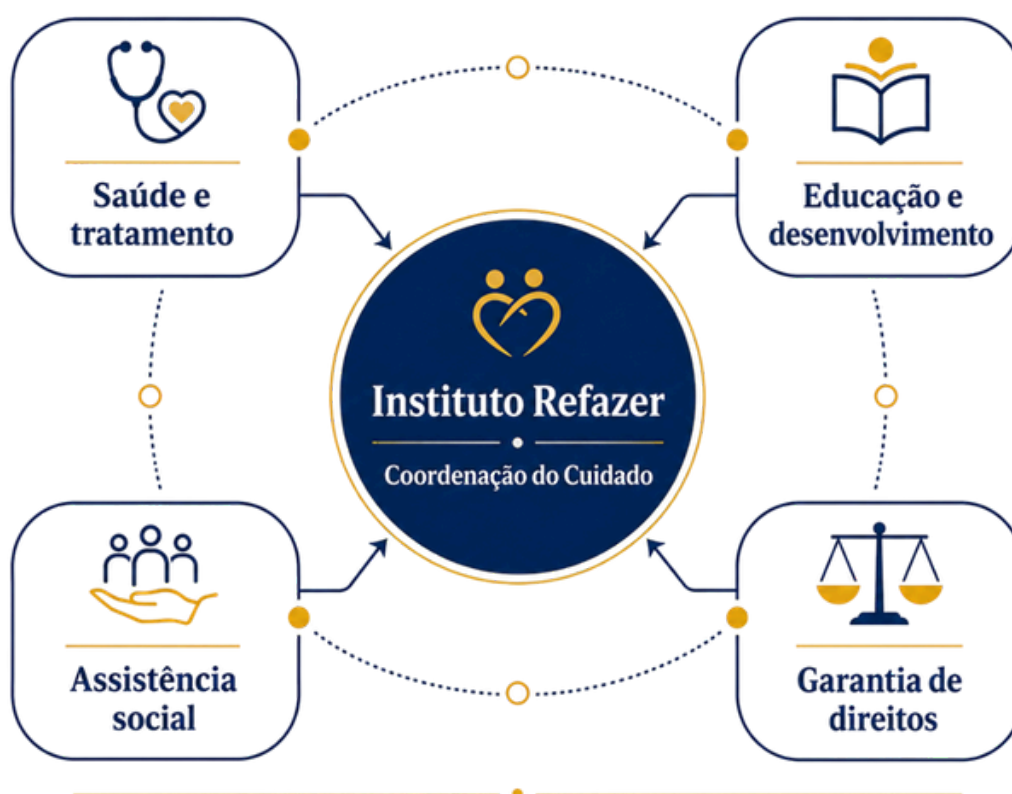 Saúde e
tratamento
Educação e
desenvolvimento
Instituto Refazer
Coordenação do Cuidado
Assistência
social
Garantia de
direitos